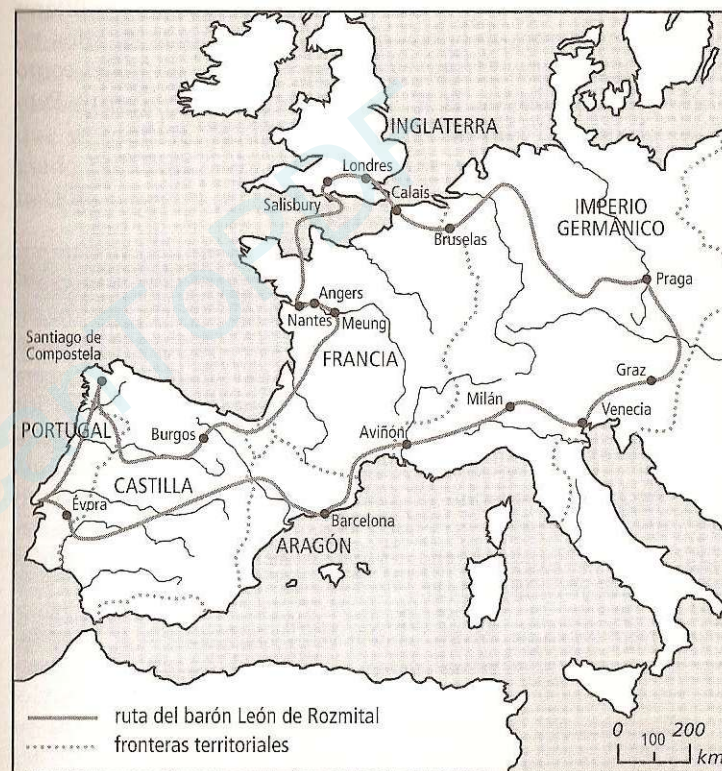 INGLATERRA
Londres
Calais
Salisbury
Bruselas
IMPERIO
GERMÁNICO
Praga
Angers
Nantes
Meung
FRANCIA
Santiago de
Compostela
Graz
Milán
Venecia
PORTUGAL
Burgos
Aviñón
CASTILLA
Évora
Barcelona
ARAGÓN
ruta del barón León de Rozmital
fronteras territoriales
0 100 200
km